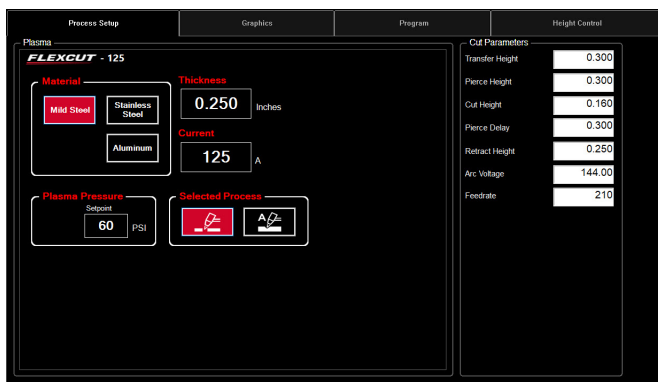 Process Setup
Graphics
Program
Height Control
Plasma
FLEXCUT - 125
Material
Mild Steel
Stainless
Steel
Aluminum
Thickness
0.250 Inches
Current
125 A
Plasma Pressure
Setpoint
60 PSI
Selected Process
A
Cut Parameters
Transfer Height 0.300
Pierce Height 0.300
Cut Height 0.160
Pierce Delay 0.300
Retract Height 0.250
Arc Voltage 144.00
Feedrate 210